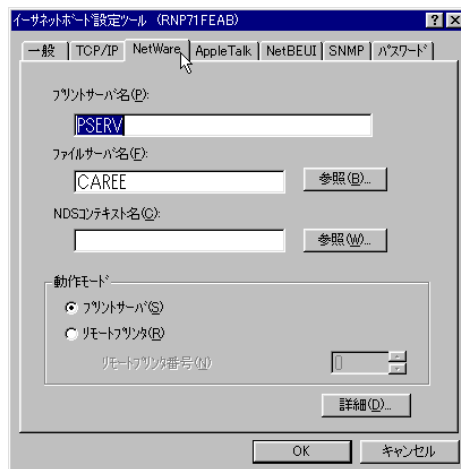 イーサネットボード設定ツール (RNP71FEAB)
一般 TCP/IP NetWare AppleTalk NetBEUI SNMP パスワード
プリントサーバ名(P):
PSERV
ファイルサーバ名(F):
CAREE 参照(B)...
NDSコンテキスト名(C):
参照(W)...
動作モード
プリントサーバ(S)
リモートプリンタ(R)
リモートプリンタ番号(N) 0
詳細(D)...
OK キャンセル